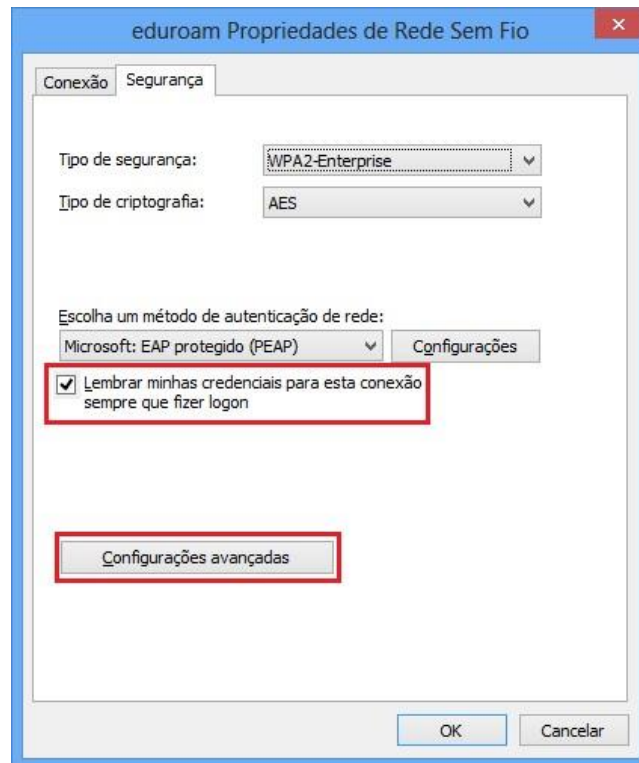 eduroam Propriedades de Rede Sem Fio
Conexão Segurança
Tipo de segurança: WPA2-Enterprise
Tipo de criptografia: AES
Escolha um método de autenticação de rede:
Microsoft: EAP protegido (PEAP) Configurações
Lembrar minhas credenciais para esta conexão
sempre que fizer logon
Configurações avançadas
OK Cancelar